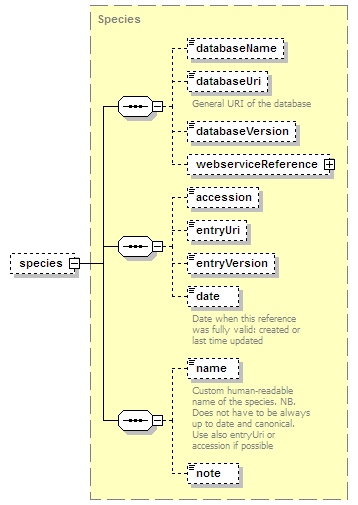 Species
databaseName
databaseUri
General URI of the database
databaseVersion
webserviceReference
accession
entryUri
species
entryVersion
date
Date when this reference
was fully valid: created or
last time updated
name
Custom human-readable
name of the species. NB.
Does not have to be always
up to date and canonical.
Use also entryUri or
accession if possible
note